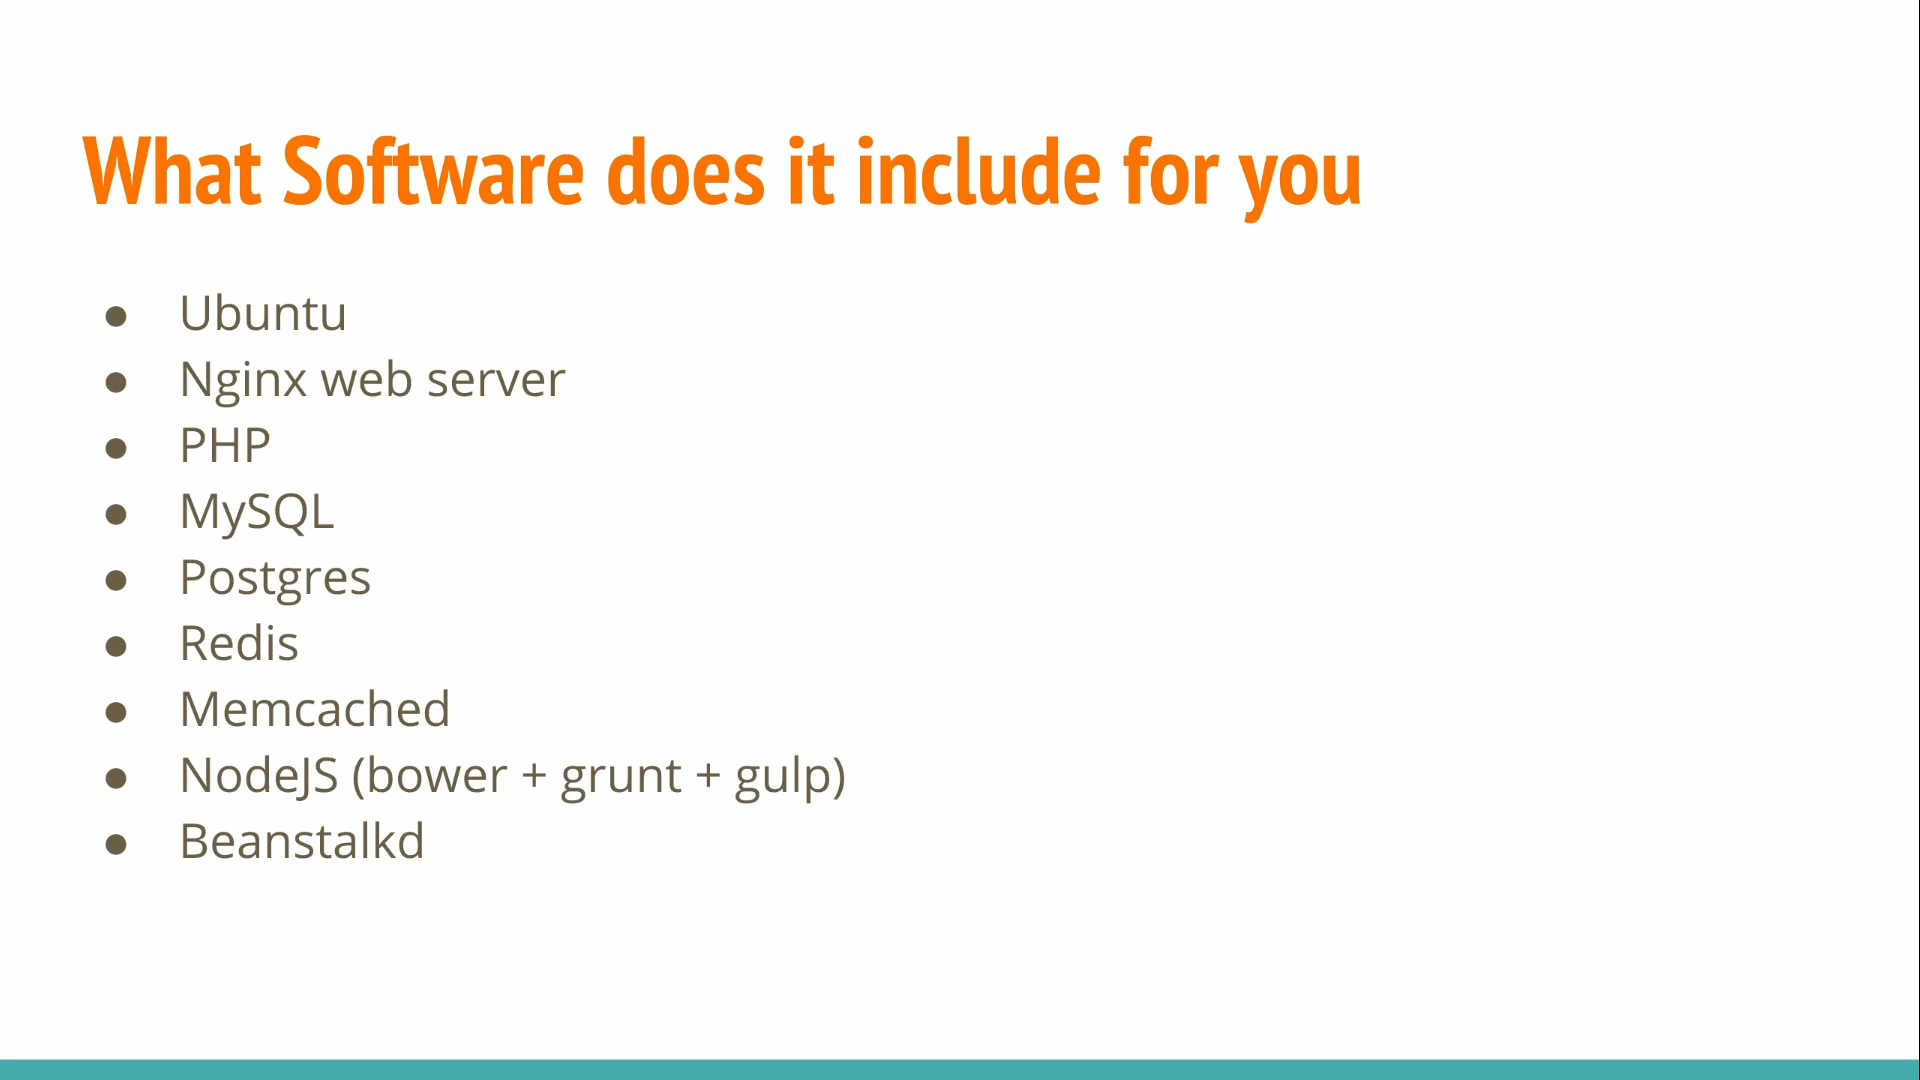 What Software does it include for you
● Ubuntu
● Nginx web server
● PHP
● MySQL
● Postgres
● Redis
● Memcached
● NodeJS (bower + grunt + gulp)
● Beanstalkd